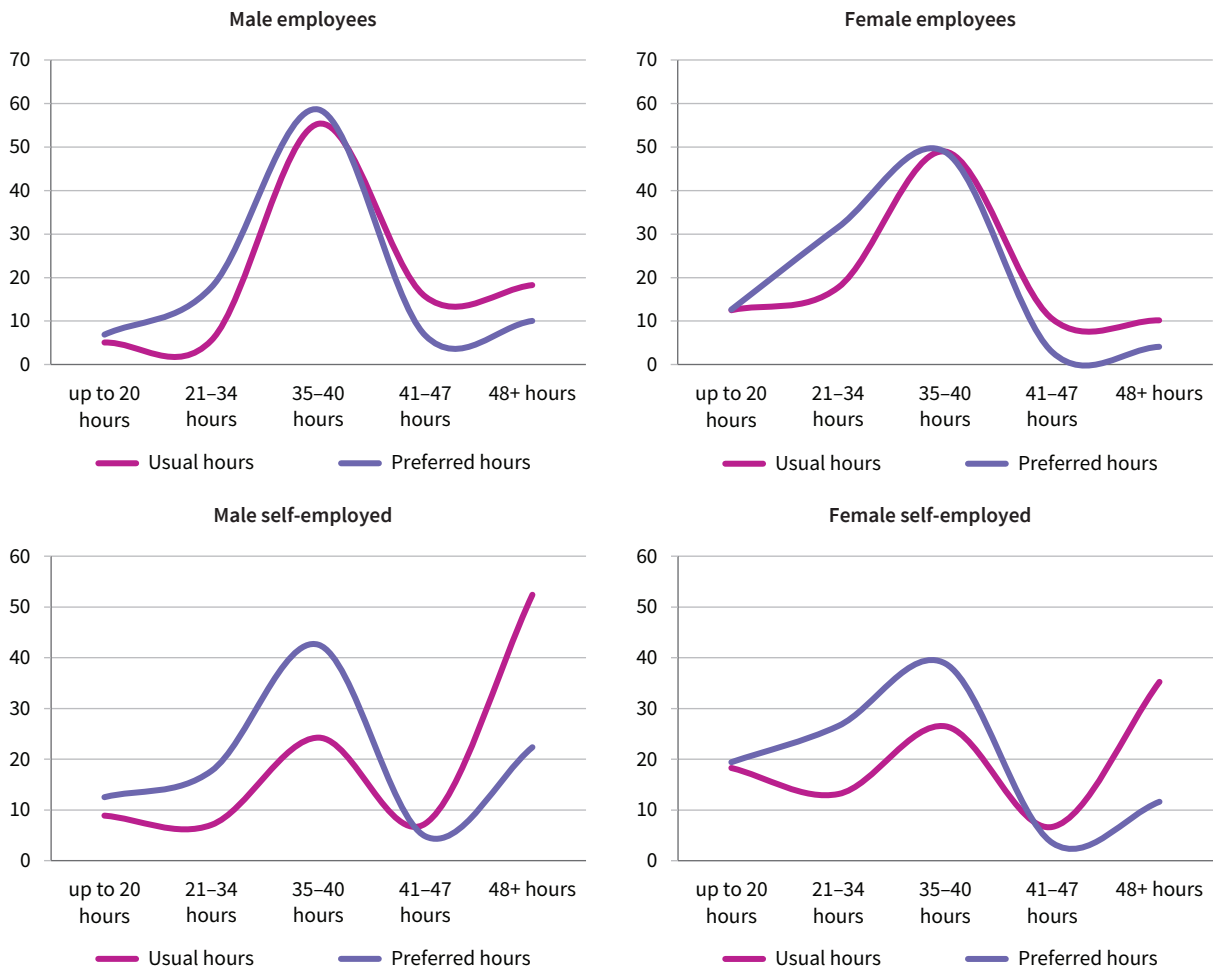 Male employees
70
60
50
40
30
20
10
0
up to 20 hours
21–34 hours
35–40 hours
41–47 hours
48+ hours
Usual hours
Preferred hours
Female employees
70
60
50
40
30
20
10
0
up to 20 hours
21–34 hours
35–40 hours
41–47 hours
48+ hours
Usual hours
Preferred hours
Male self-employed
60
50
40
30
20
10
0
up to 20 hours
21–34 hours
35–40 hours
41–47 hours
48+ hours
Usual hours
Preferred hours
Female self-employed
60
50
40
30
20
10
0
up to 20 hours
21–34 hours
35–40 hours
41–47 hours
48+ hours
Usual hours
Preferred hours